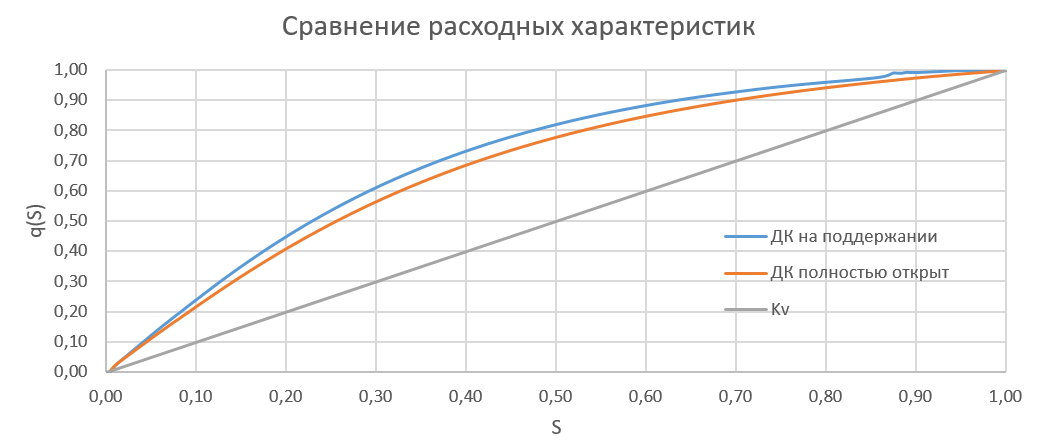 Сравнение расходных характеристик
1,00
0,90
0,80
0,70
0,60
0,50
0,40
0,30
0,20
0,10
0,00
q(S)
ДК на поддержании
ДК полностью открыт
Kv
0,00 0,10 0,20 0,30 0,40 0,50 0,60 0,70 0,80 0,90 1,00
S